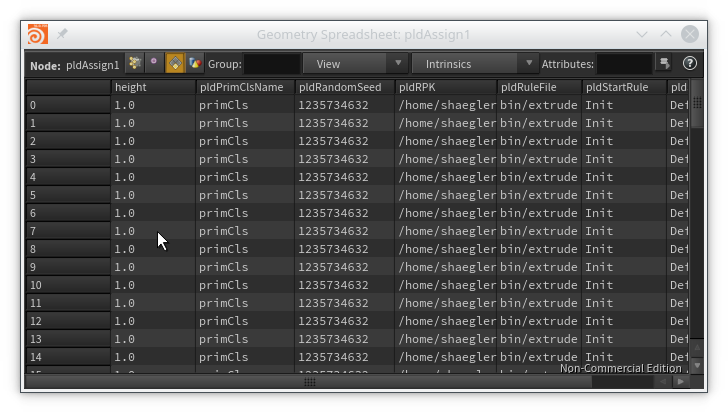 Geometry Spreadsheet: pldAssign1
Node: pldAssign1 Group: View Intrinsics Attributes:
height pldPrimClsName pldRandomSeed pldRPK pldRuleFile pldStartRule pld
0 1.0 primCls 1235734632 /home/shaegler bin/extrude Init Def
1 1.0 primCls 1235734632 /home/shaegler bin/extrude Init Def
2 1.0 primCls 1235734632 /home/shaegler bin/extrude Init Def
3 1.0 primCls 1235734632 /home/shaegler bin/extrude Init Def
4 1.0 primCls 1235734632 /home/shaegler bin/extrude Init Def
5 1.0 primCls 1235734632 /home/shaegler bin/extrude Init Def
6 1.0 primCls 1235734632 /home/shaegler bin/extrude Init Def
7 1.0 primCls 1235734632 /home/shaegler bin/extrude Init Def
8 1.0 primCls 1235734632 /home/shaegler bin/extrude Init Def
9 1.0 primCls 1235734632 /home/shaegler bin/extrude Init Def
10 1.0 primCls 1235734632 /home/shaegler bin/extrude Init Def
11 1.0 primCls 1235734632 /home/shaegler bin/extrude Init Def
12 1.0 primCls 1235734632 /home/shaegler bin/extrude Init Def
13 1.0 primCls 1235734632 /home/shaegler bin/extrude Init Def
14 1.0 primCls 1235734632 /home/shaegler bin/extrude Init Def
Non-Commercial Edition